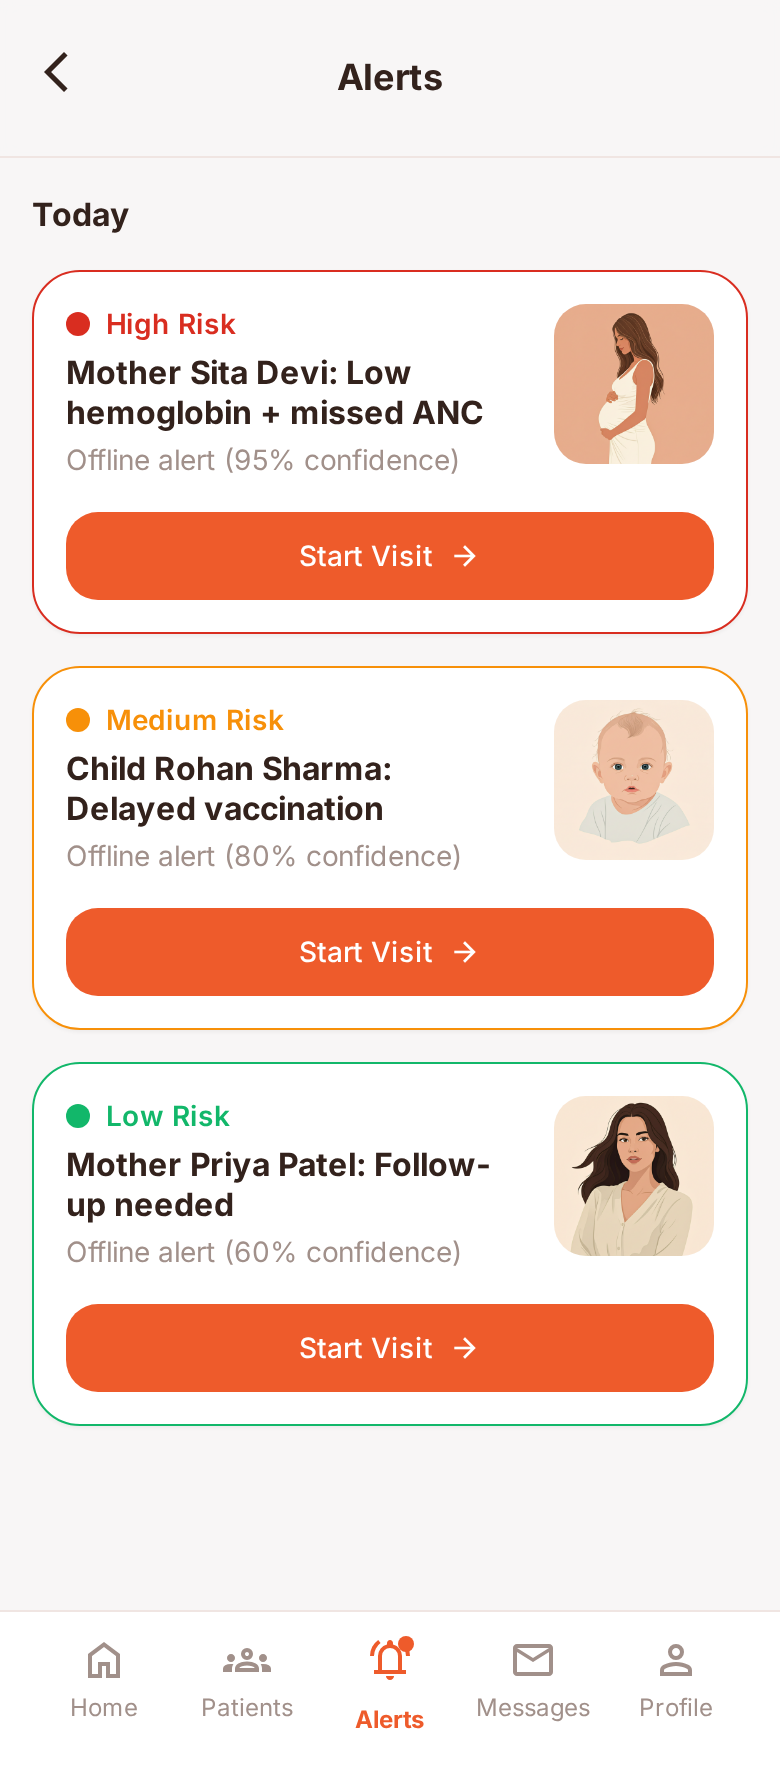 Alerts
Today
High Risk
Mother Sita Devi: Low
hemoglobin + missed ANC
Offline alert (95% confidence)
Start Visit →
Medium Risk
Child Rohan Sharma:
Delayed vaccination
Offline alert (80% confidence)
Start Visit →
Low Risk
Mother Priya Patel: Follow-
up needed
Offline alert (60% confidence)
Start Visit →
Home
Patients
Alerts
Messages
Profile